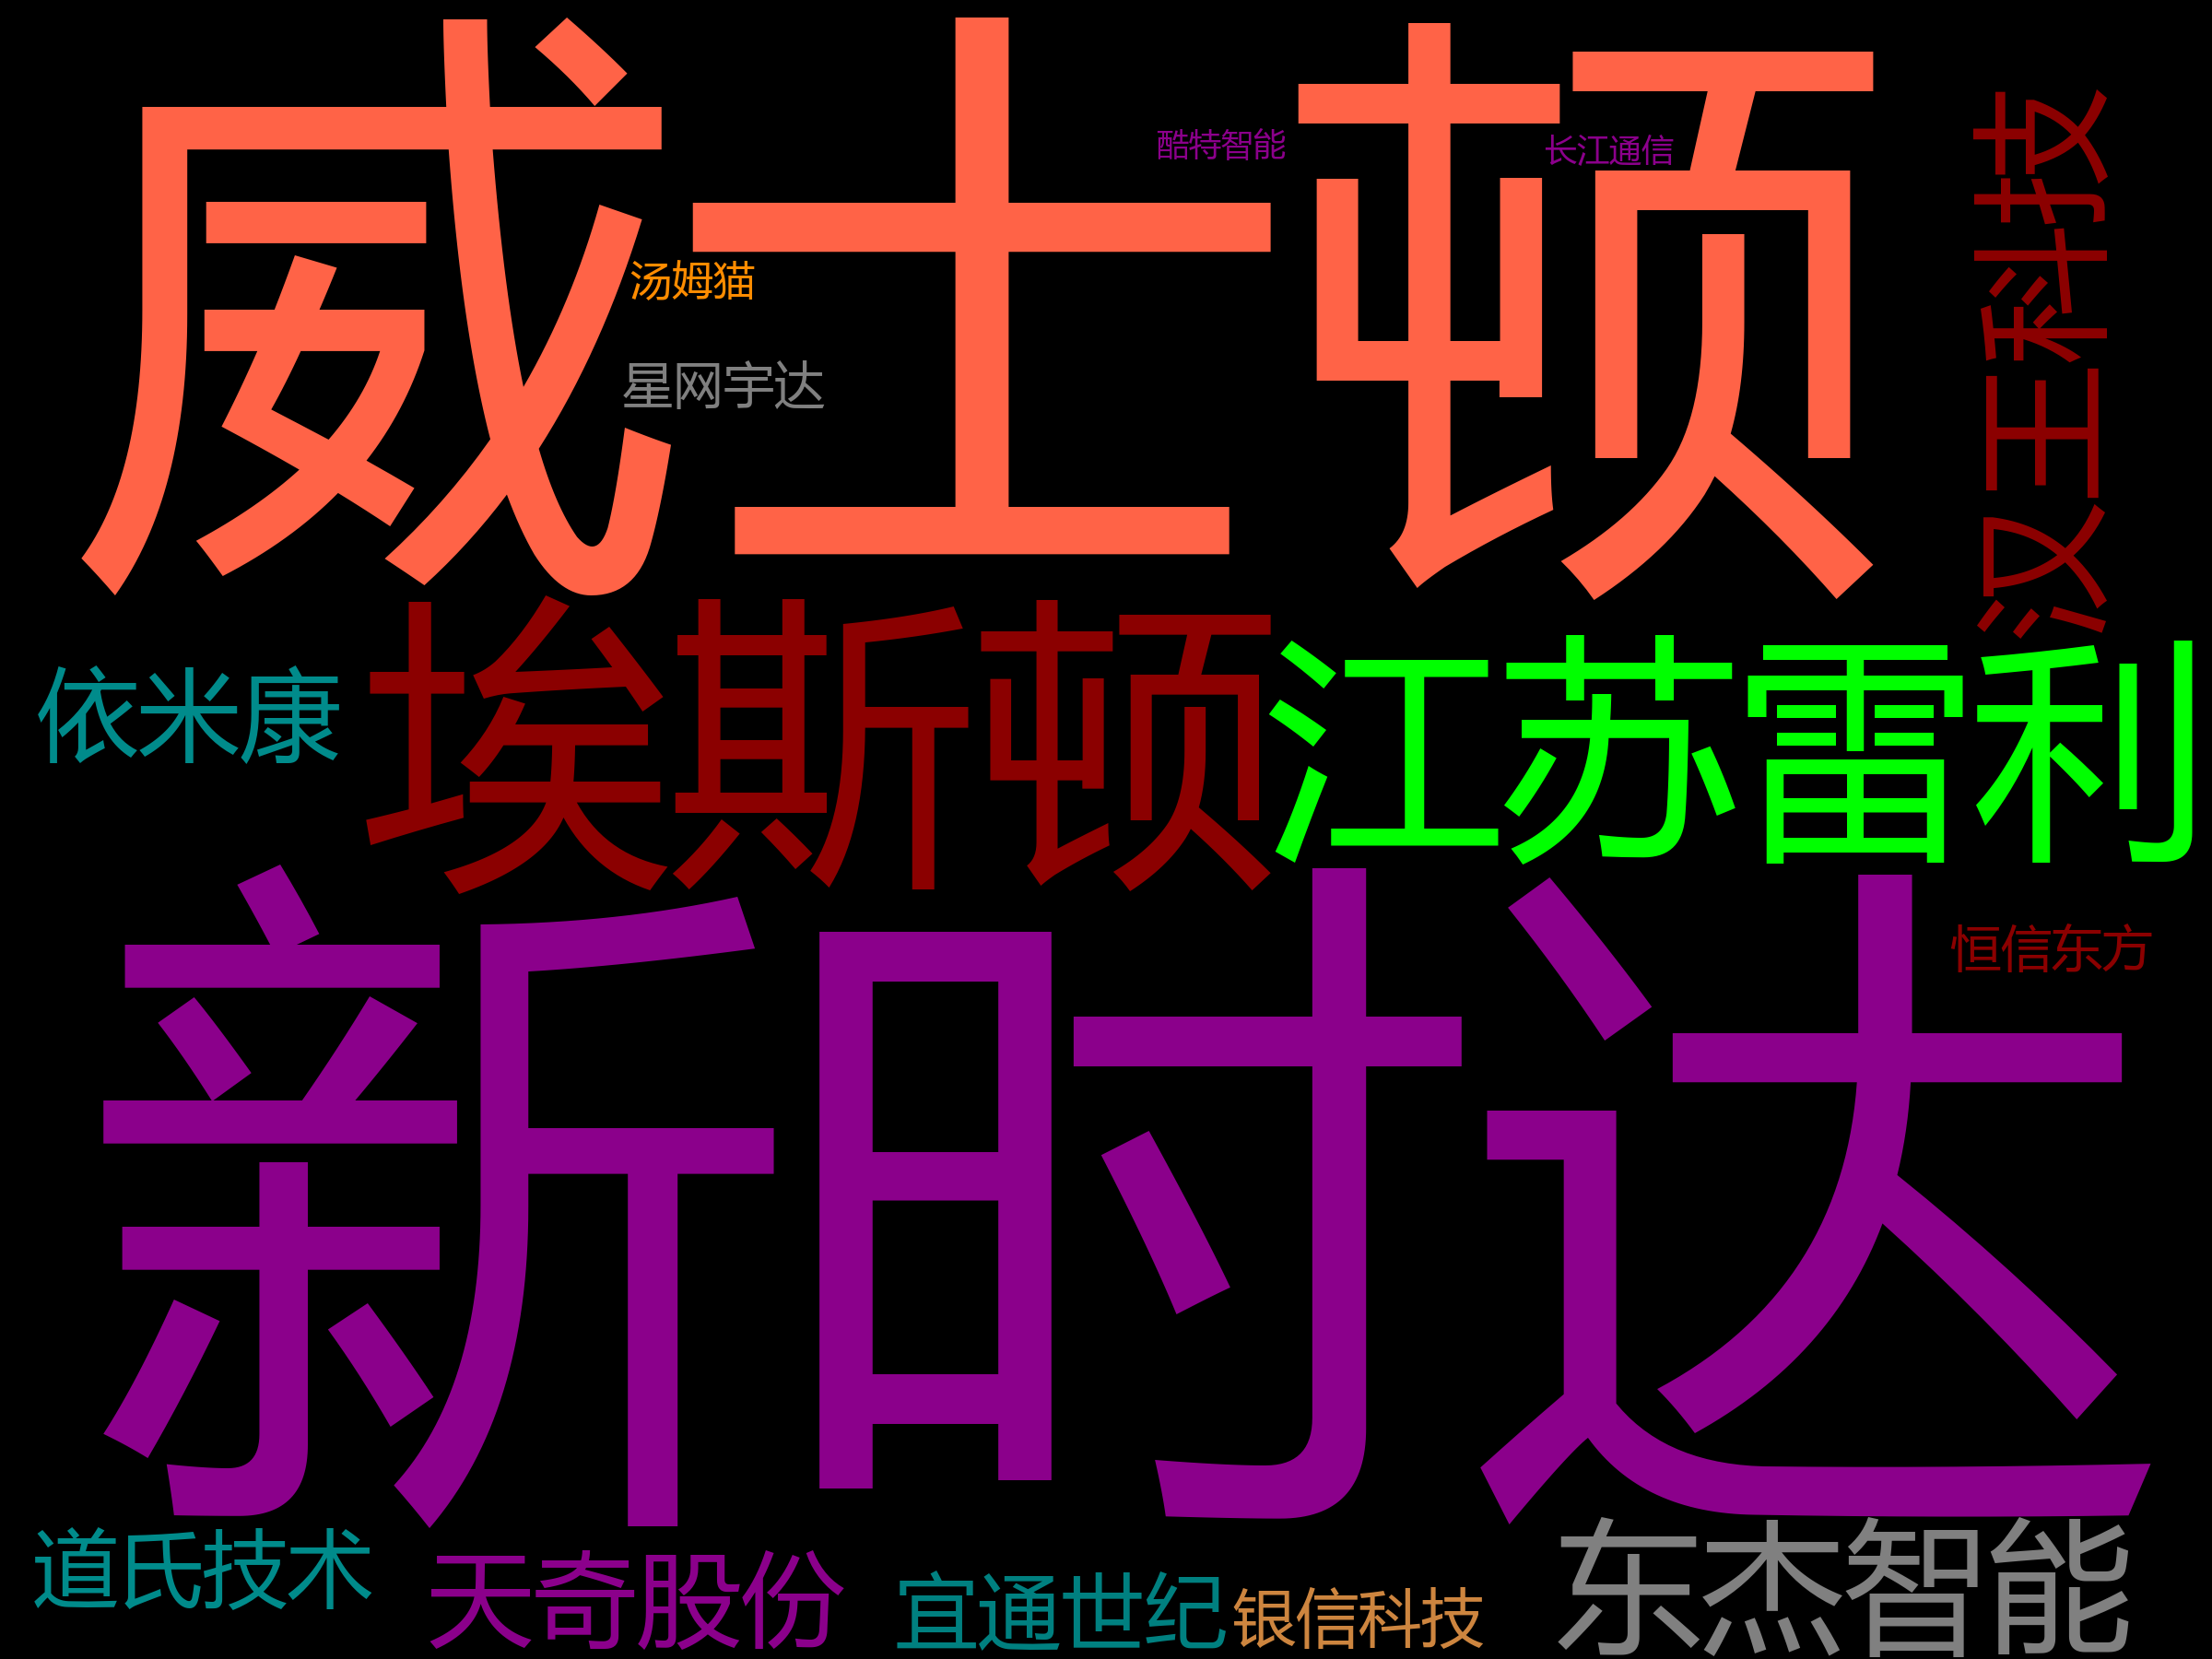 威士顿
酷特智能
长江通信
汉王科技
汤姆猫
星网宇达
依米康
埃斯顿
江苏雷利
恒信东方
新时达
道氏技术
天奇股份
宜通世纪
银信科技
东杰智能